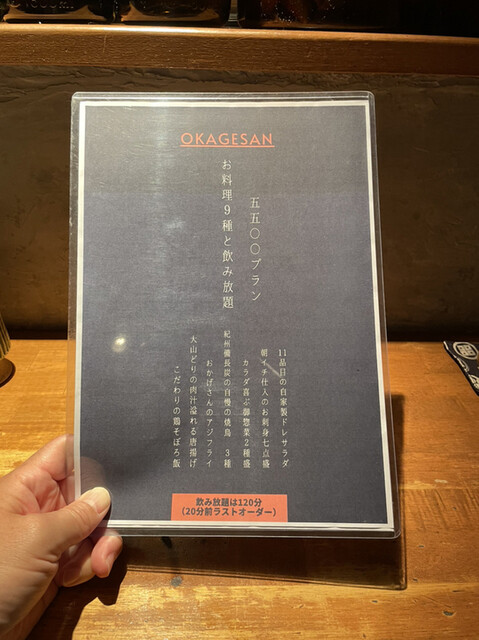 OKAGESAN
五五〇〇プラン
お料理9種と飲み放題
11品目の自家製ドレサラダ
朝イチ仕入のお刺身七点盛
カラダ喜ぶ御惣菜2種盛
紀州備長炭の自慢の焼鳥 3種
おかげさんのアジフライ
大山どりの肉汁溢れる唐揚げ
こだわりの鶏そぼろ飯
飲み放題は120分
(20分前ラストオーダー)